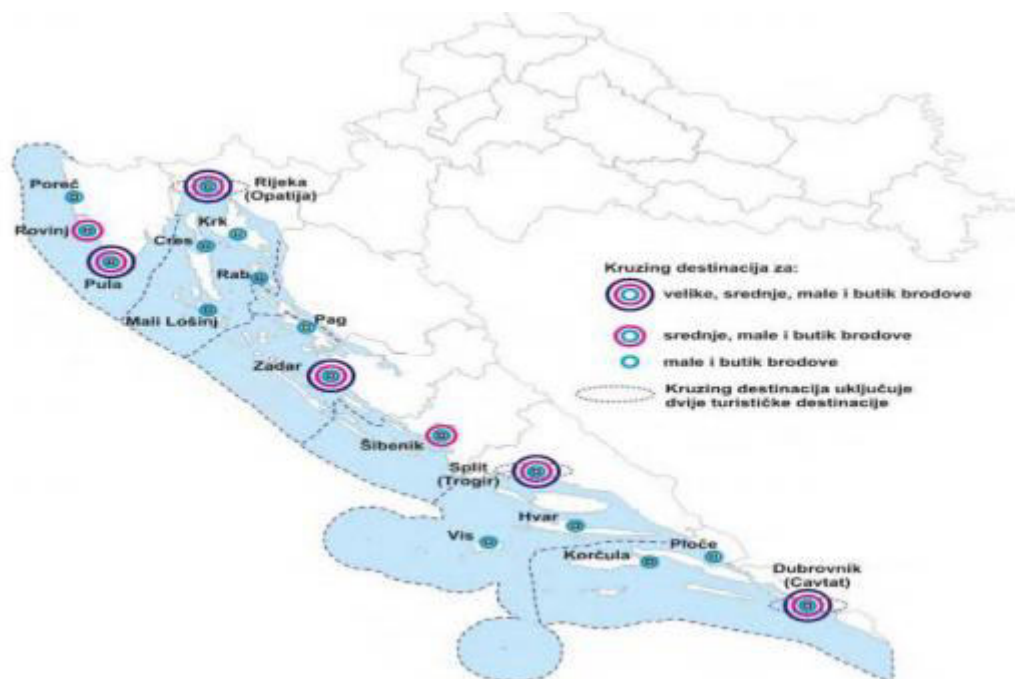 Poreč
Rijeka
(Opatija)
Rovinj
Krk
Cres
Pula
Rab
Mali Lošinj
Pag
Zadar
Šibenik
Split
(Trogir)
Hvar
Vis
Korčula
Ploče
Dubrovnik
(Cavtat)
Kruzing destinacija za:
velike, srednje, male i butik brodove
srednje, male i butik brodove
male i butik brodove
Kruzing destinacija uključuje
dvije turističke destinacije